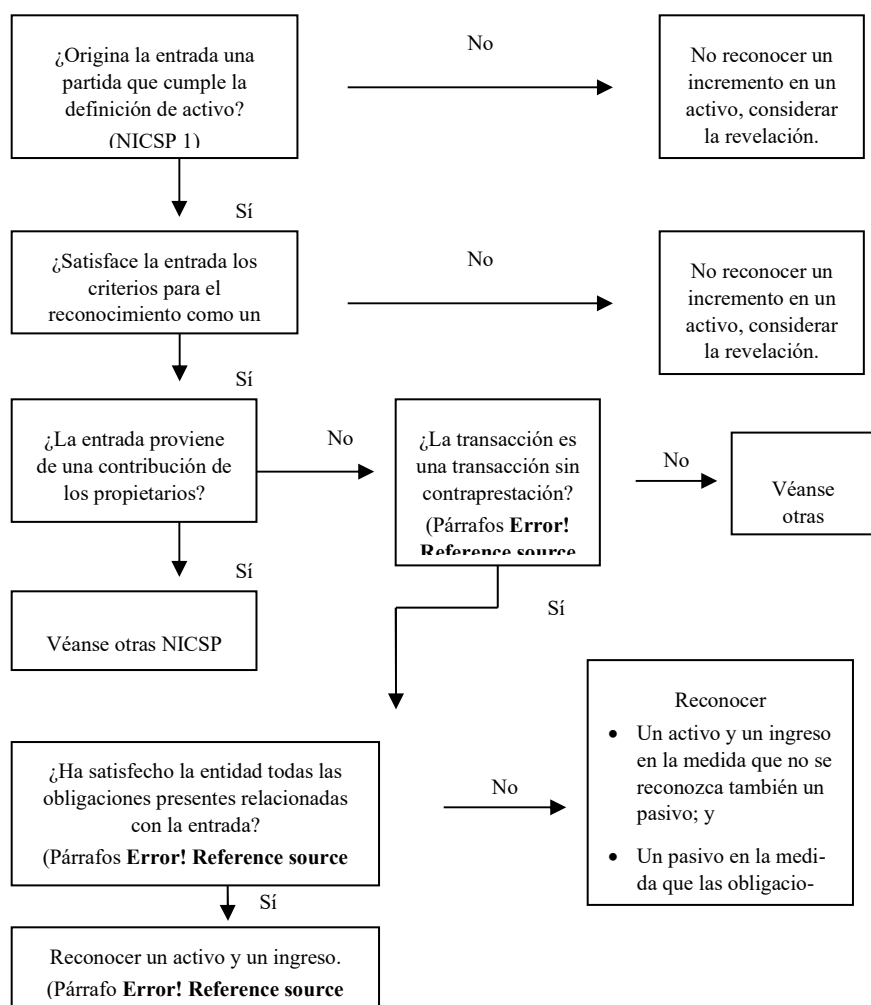 ¿Origina la entrada una
partida que cumple la
definición de activo?
(NICSP 1)
No
No reconocer un
incremento en un
activo, considerar
la revelación.
Sí
¿Satisface la entrada los
criterios para el
reconocimiento como un
No
No reconocer un
incremento en un
activo, considerar
la revelación.
Sí
¿La entrada proviene
de una contribución de
los propietarios?
No
¿La transacción es
una transacción sin
contraprestación?
(Párrafos Error!
Reference source
No
Véanse
otras
Sí
Véanse otras NICSP
Sí
¿Ha satisfecho la entidad todas las
obligaciones presentes relacionadas
con la entrada?
(Párrafos Error! Reference source
No
Reconocer
• Un activo y un ingreso
en la medida que no se
reconozca también un
pasivo; y
• Un pasivo en la medi-
da que las obligacio-
Sí
Reconocer un activo y un ingreso.
(Párrafo Error! Reference source